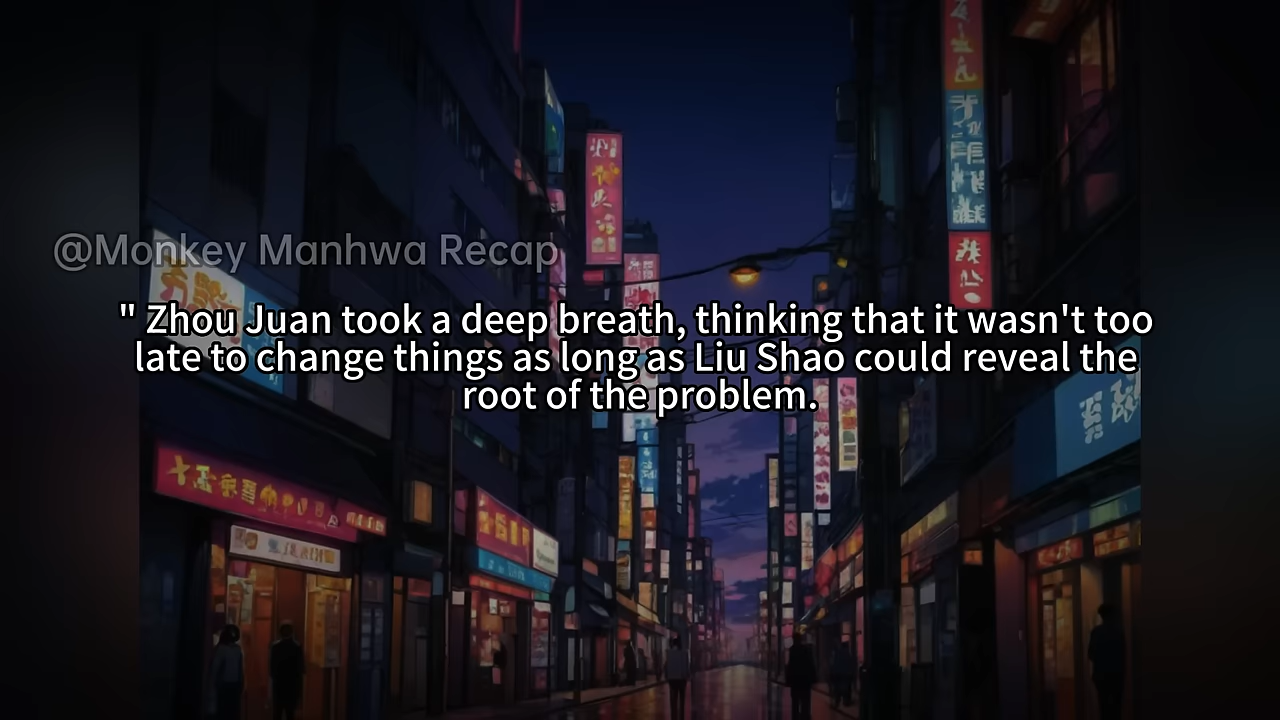 @Monkey Manhwa Recap
" Zhou Juan took a deep breath, thinking that it wasn't too
late to change things as long as Liu Shao could reveal the
root of the problem.